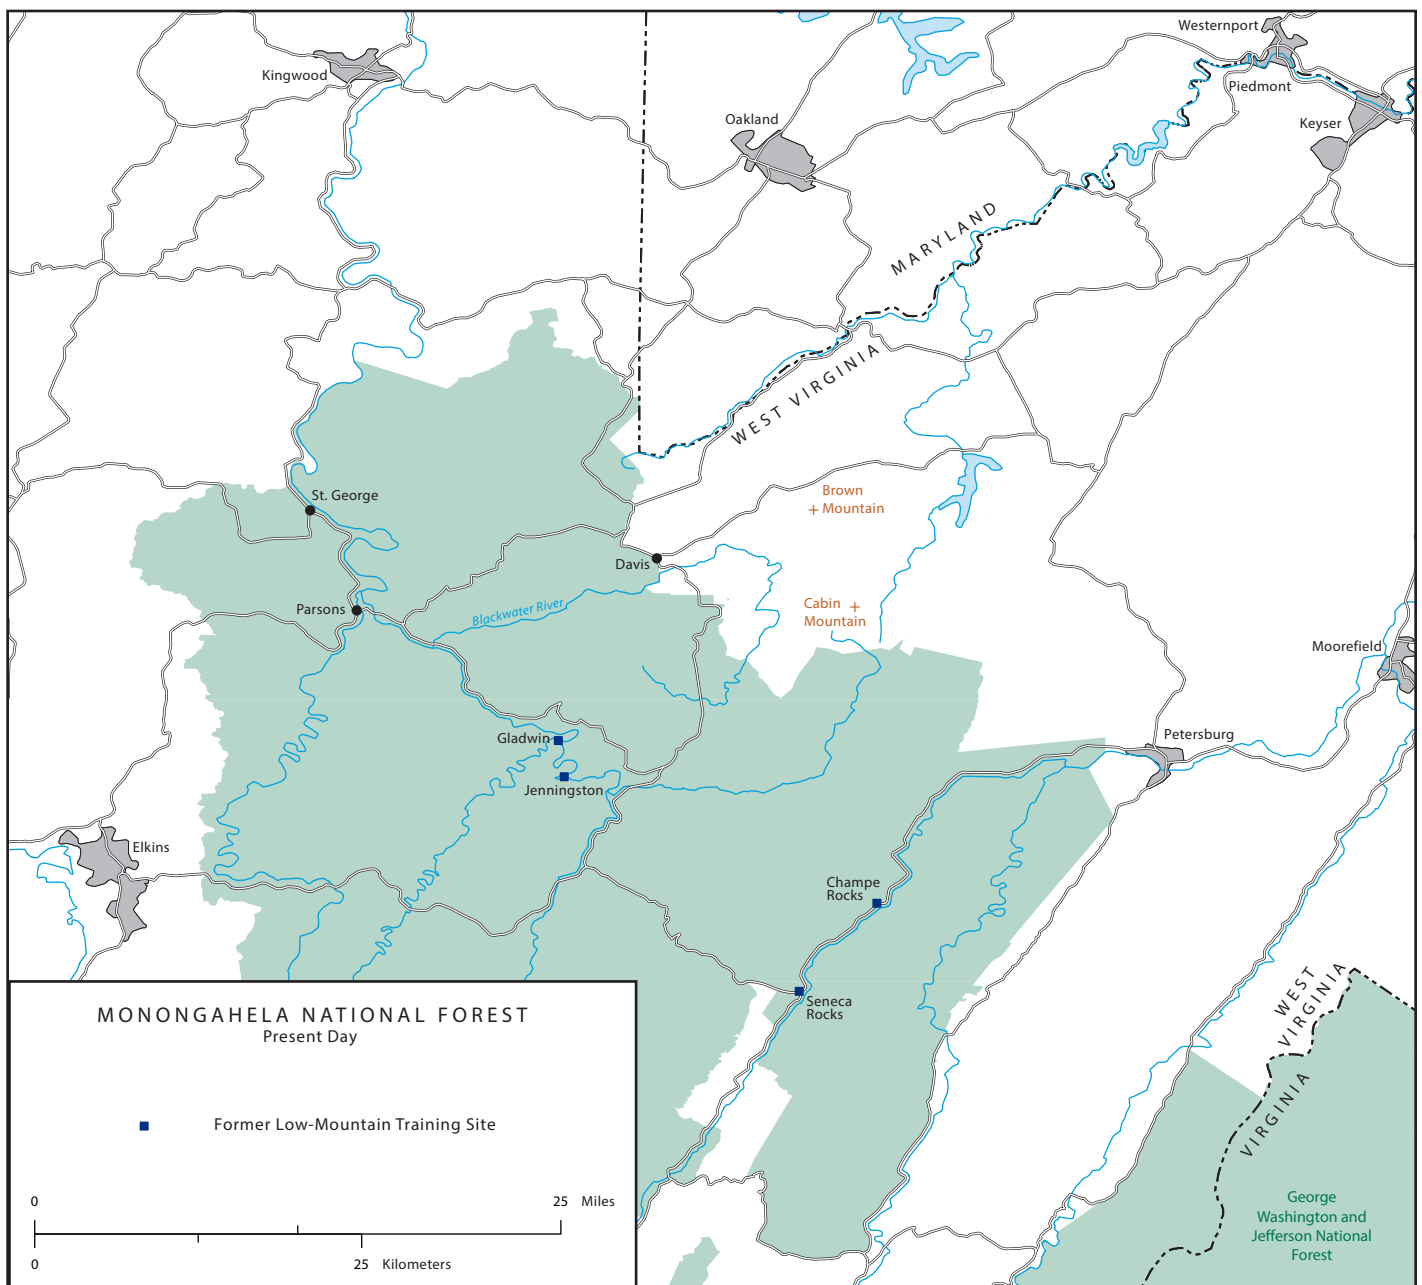 Westernport
Kingwood
Piedmont
Oakland
Keyser
MARYLAND
WEST VIRGINIA
St. George
Brown
Mountain
Davis
Parsons
Blackwater River
Cabin
Mountain
Moorefield
Gladwin
Petersburg
Jenningston
Elkins
Champe
Rocks
Seneca
Rocks
WEST
VIRGINIA
VIRGINIA
George
Washington and
Jefferson National
Forest
MONONGAHELA NATIONAL FOREST
Present Day
Former Low-Mountain Training Site
0 25 Miles
0 25 Kilometers